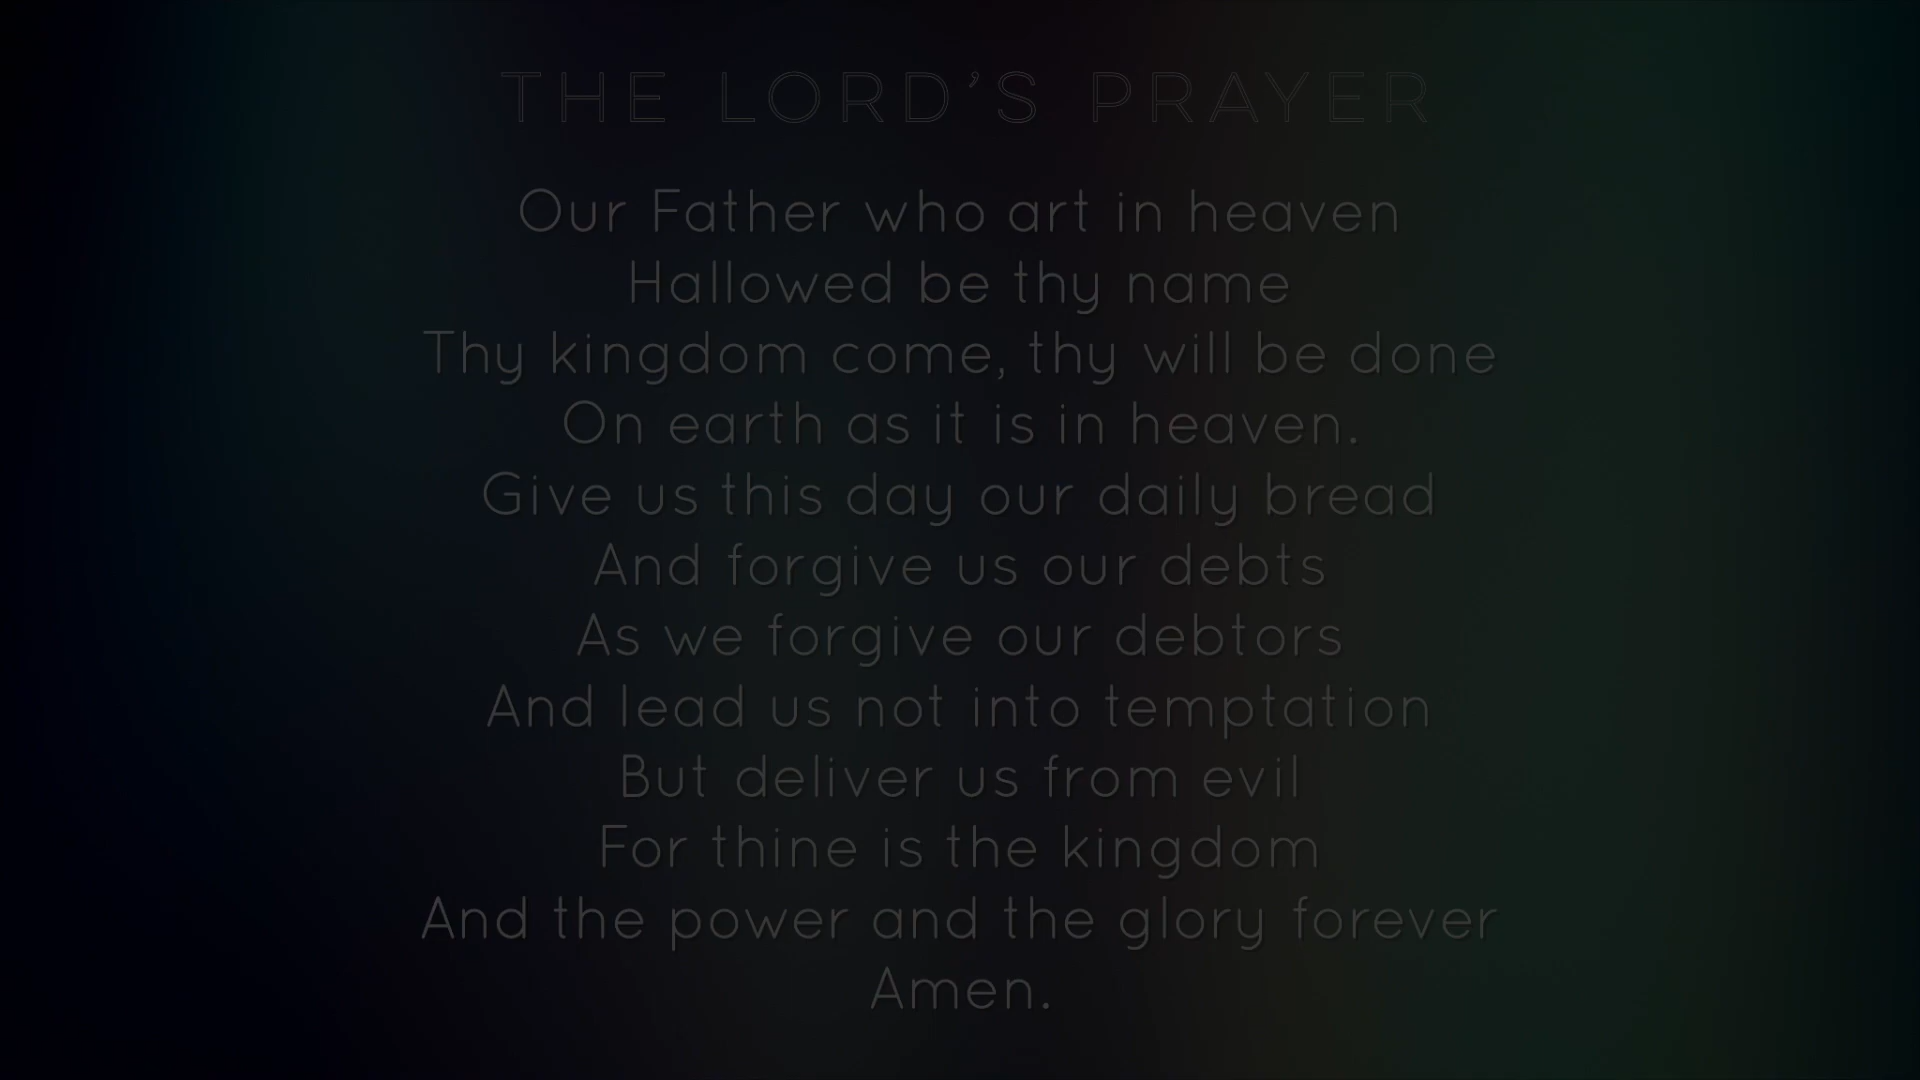 THE LORD'S PRAYER
Our Father who art in heaven
Hallowed be thy name
Thy kingdom come, thy will be done
On earth as it is in heaven.
Give us this day our daily bread
And forgive us our debts
As we forgive our debtors
And lead us not into temptation
But deliver us from evil
For thine is the kingdom
And the power and the glory forever
Amen.